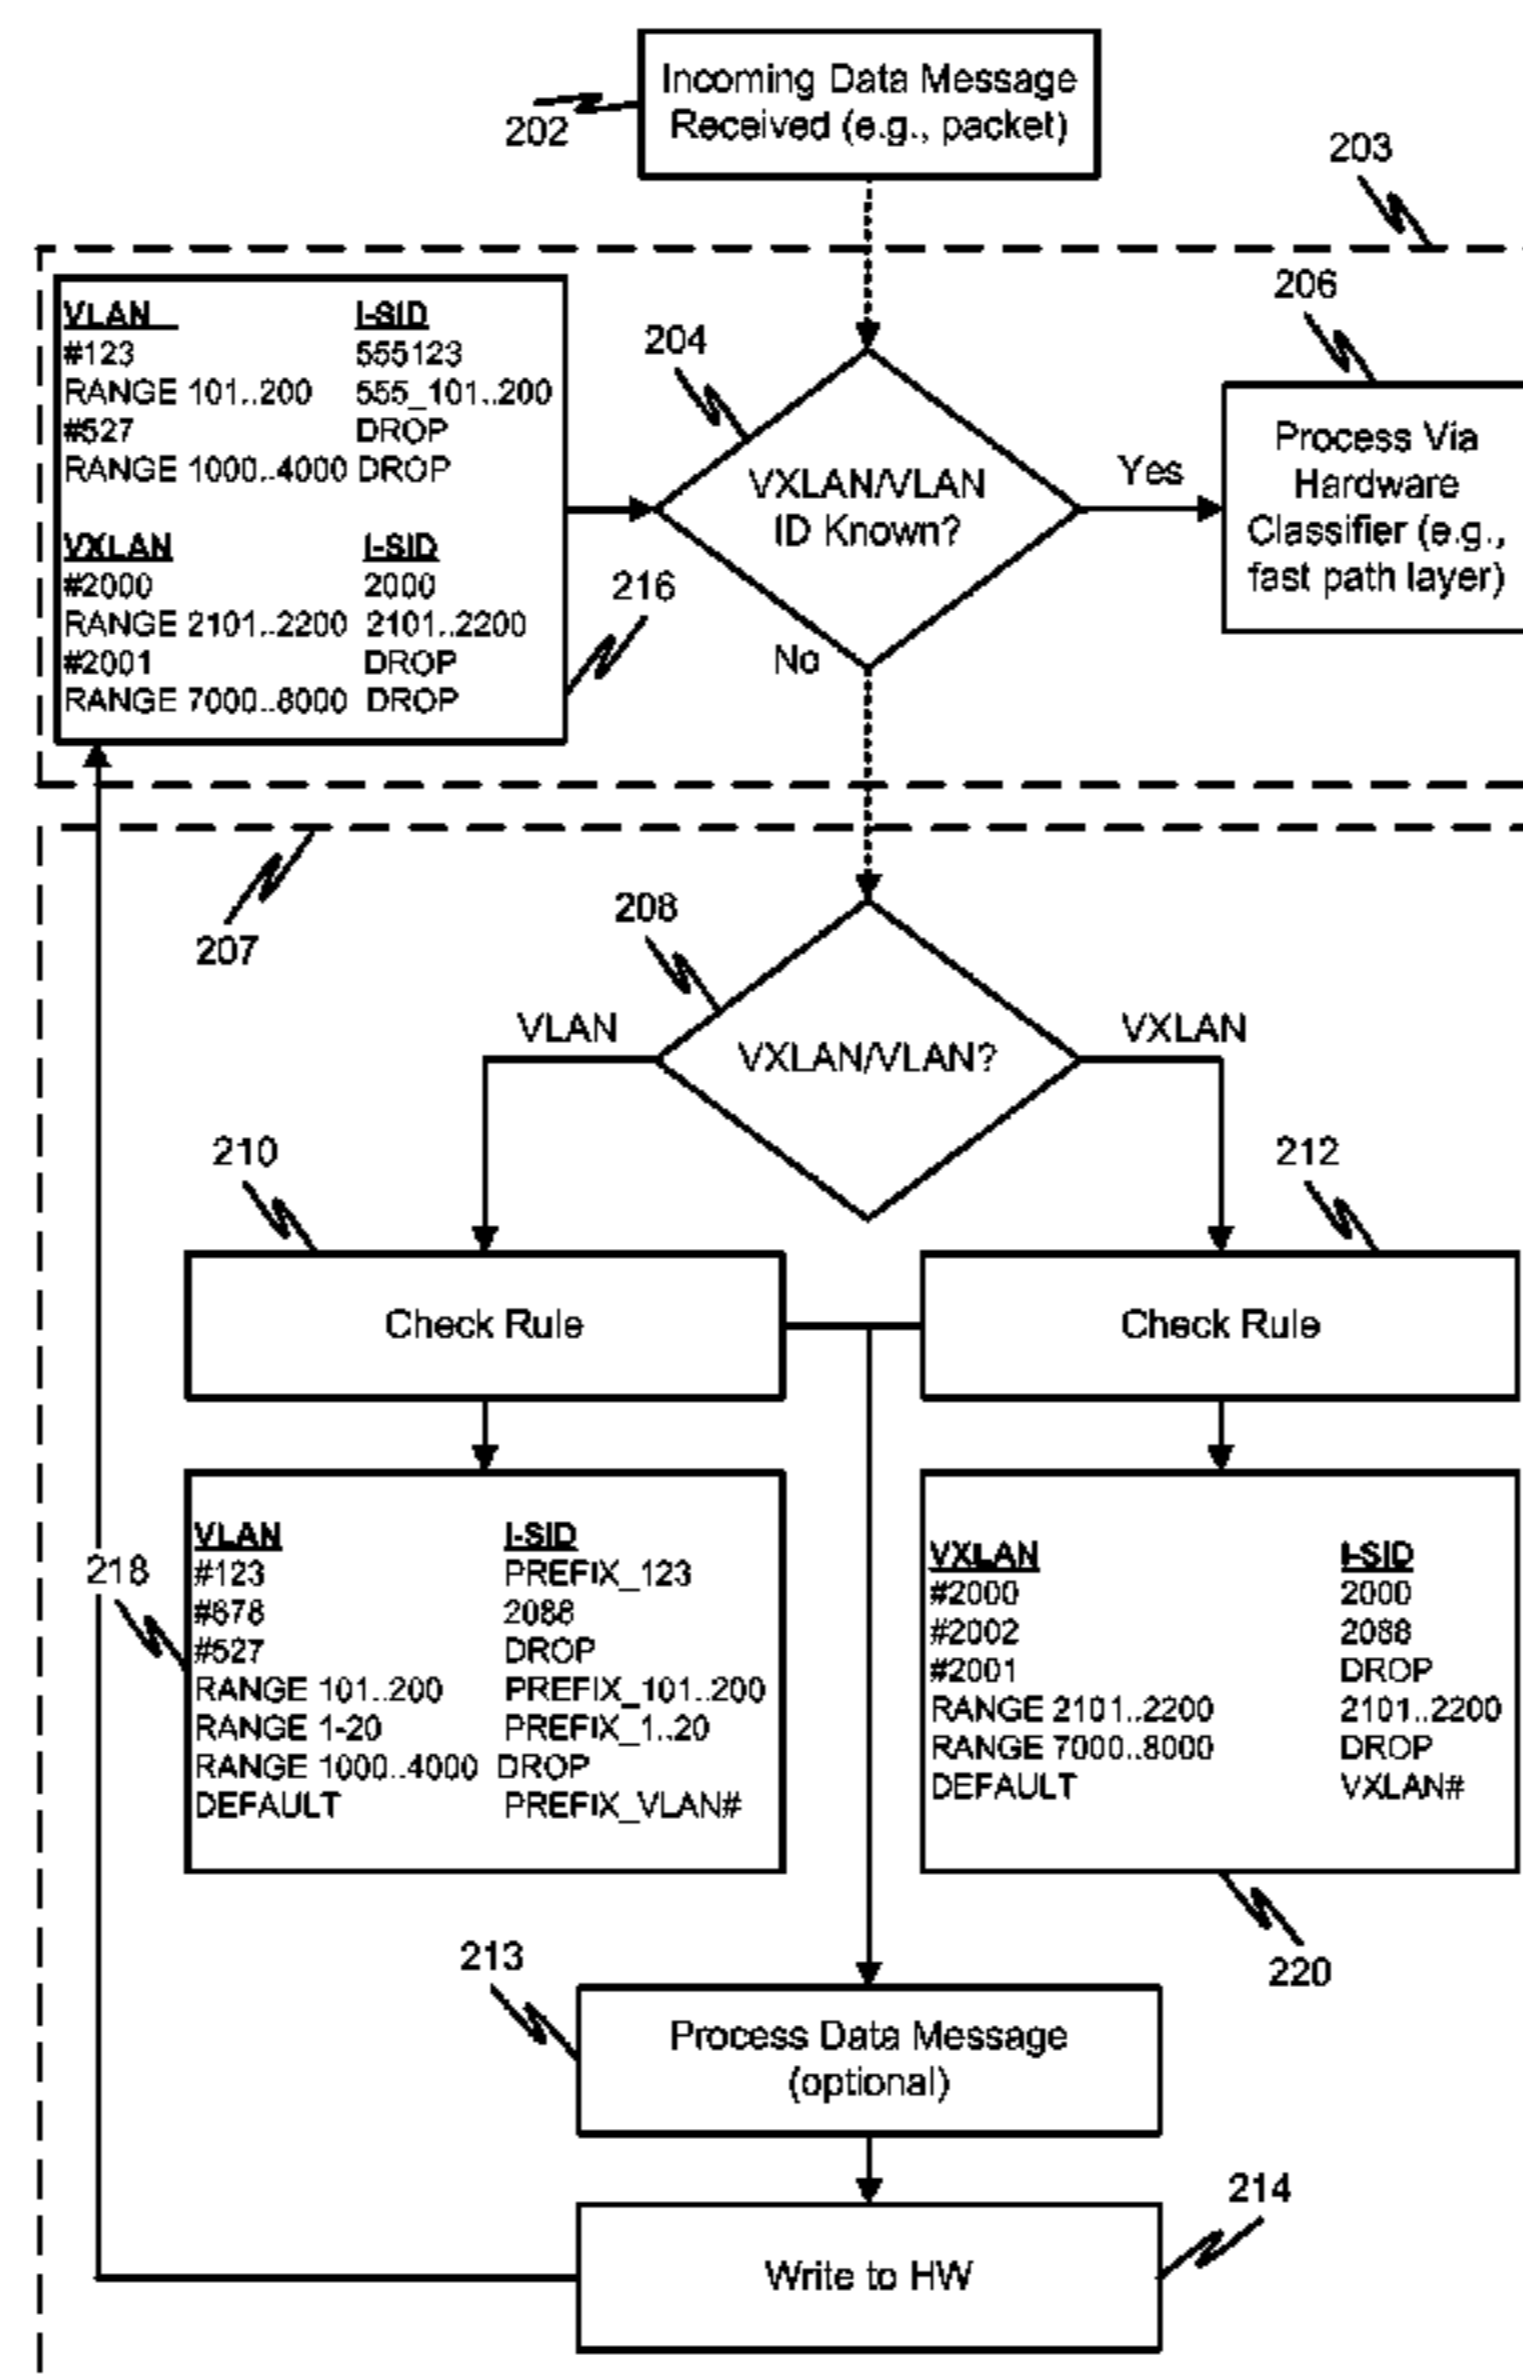 Incoming Data Message
Received (e.g., packet)
202
203
VLAN I-SID
#123 555123
RANGE 101..200 555_101..200
#527 DROP
RANGE 1000..4000 DROP
VXLAN I-SID
#2000 2000
RANGE 2101..2200 2101..2200
#2001 DROP
RANGE 7000..8000 DROP
216
204
VXLAN/VLAN
ID Known?
Yes
No
206
Process Via
Hardware
Classifier (e.g.,
fast path layer)
207
208
VXLAN/VLAN?
VLAN
VXLAN
210
Check Rule
212
Check Rule
218
VLAN I-SID
#123 PREFIX_123
#678 2088
#527 DROP
RANGE 101..200 PREFIX_101..200
RANGE 1-20 PREFIX_1..20
RANGE 1000..4000 DROP
DEFAULT PREFIX_VLAN#
VXLAN I-SID
#2000 2000
#2002 2088
#2001 DROP
RANGE 2101..2200 2101..2200
RANGE 7000..8000 DROP
DEFAULT VXLAN#
220
213
Process Data Message
(optional)
214
Write to HW